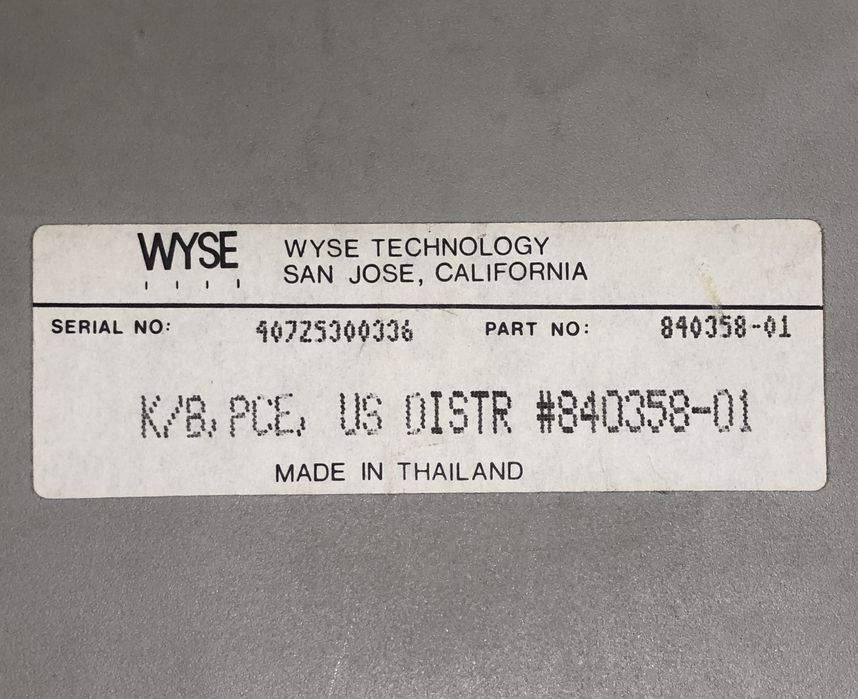 WYSE WYSE TECHNOLOGY
SAN JOSE, CALIFORNIA
SERIAL NO: 40725300336 PART NO: 840358-01
K/B, PCE, US DISTR #840358-01
MADE IN THAILAND